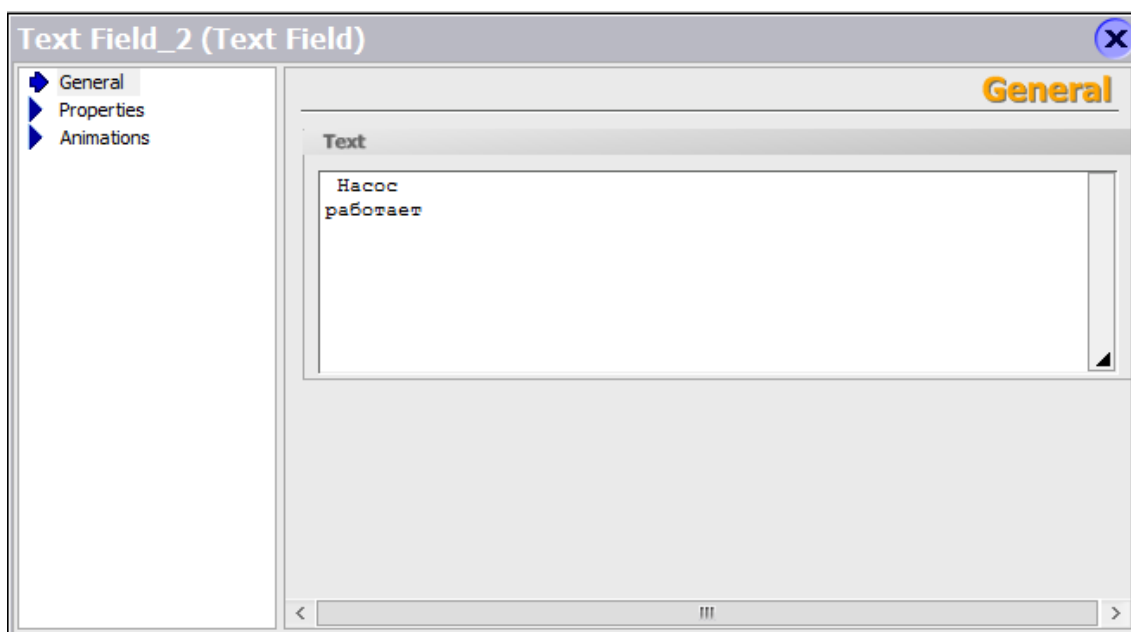 Text Field_2 (Text Field)
General
Properties
Animations
General
Text
Насос
работает